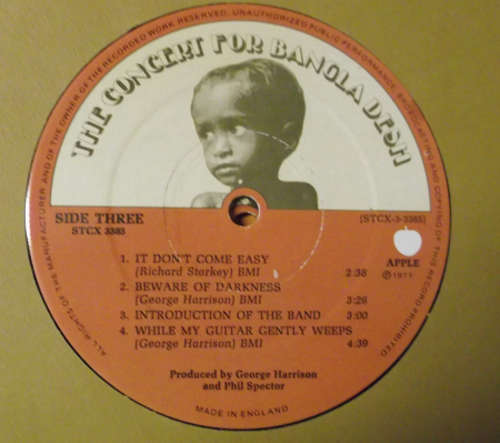 ALL RIGHTS OF THE MANUFACTURER AND OF THE OWNER OF THE RECORDED WORK RESERVED. UNAUTHORIZED PUBLIC PERFORMANCE, BROADCASTING AND COPYING OF THIS RECORD PROHIBITED
THE CONCERT FOR BANGLA DESH
SIDE THREE
STCX 3385
[STCX-3-3385]
APPLE
℗ 1971
1. IT DON'T COME EASY
(Richard Starkey) BMI 2:38
2. BEWARE OF DARKNESS
(George Harrison) BMI 3:26
3. INTRODUCTION OF THE BAND 3:00
4. WHILE MY GUITAR GENTLY WEEPS
(George Harrison) BMI 4:39
Produced by George Harrison
and Phil Spector
MADE IN ENGLAND